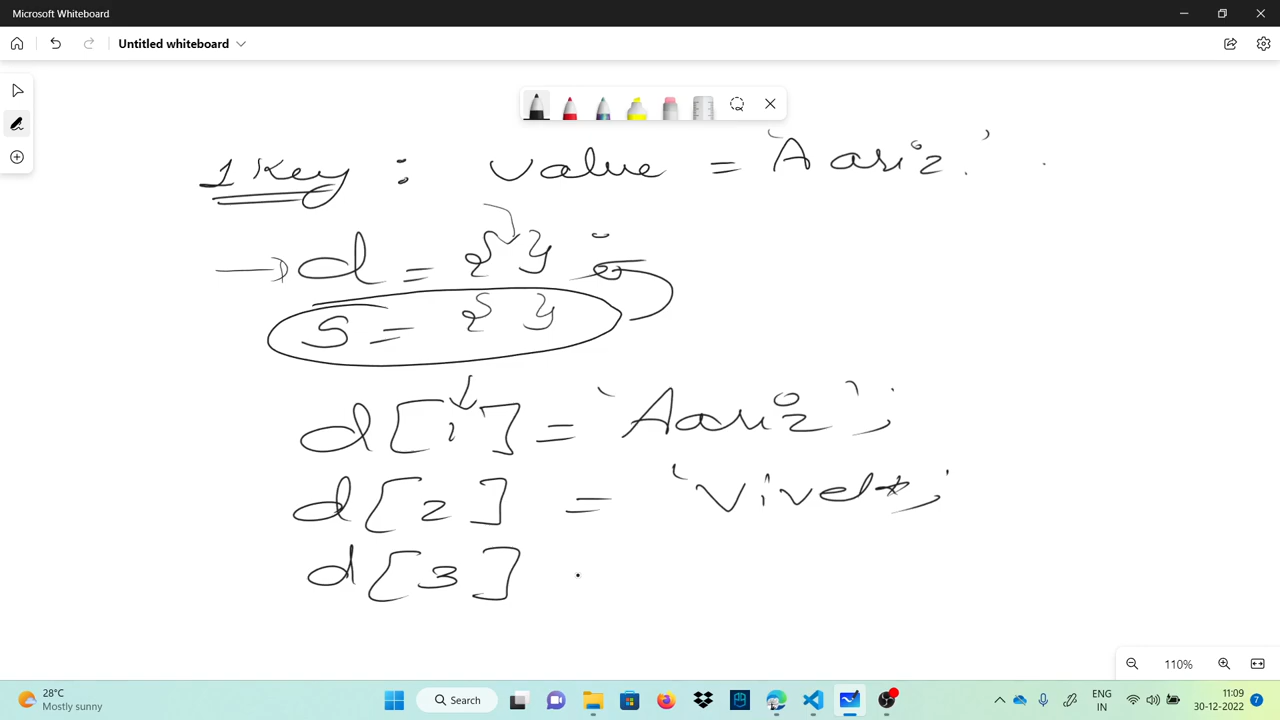 Microsoft Whiteboard
Untitled whiteboard
1 Key : value = 'Aariz'
d = { }
S = { }
d[1] = 'Aariz';
d[2] = 'Vivek';
d[3]
110%
28°C
Mostly sunny
Search
ENG
IN
11:09
30-12-2022
7